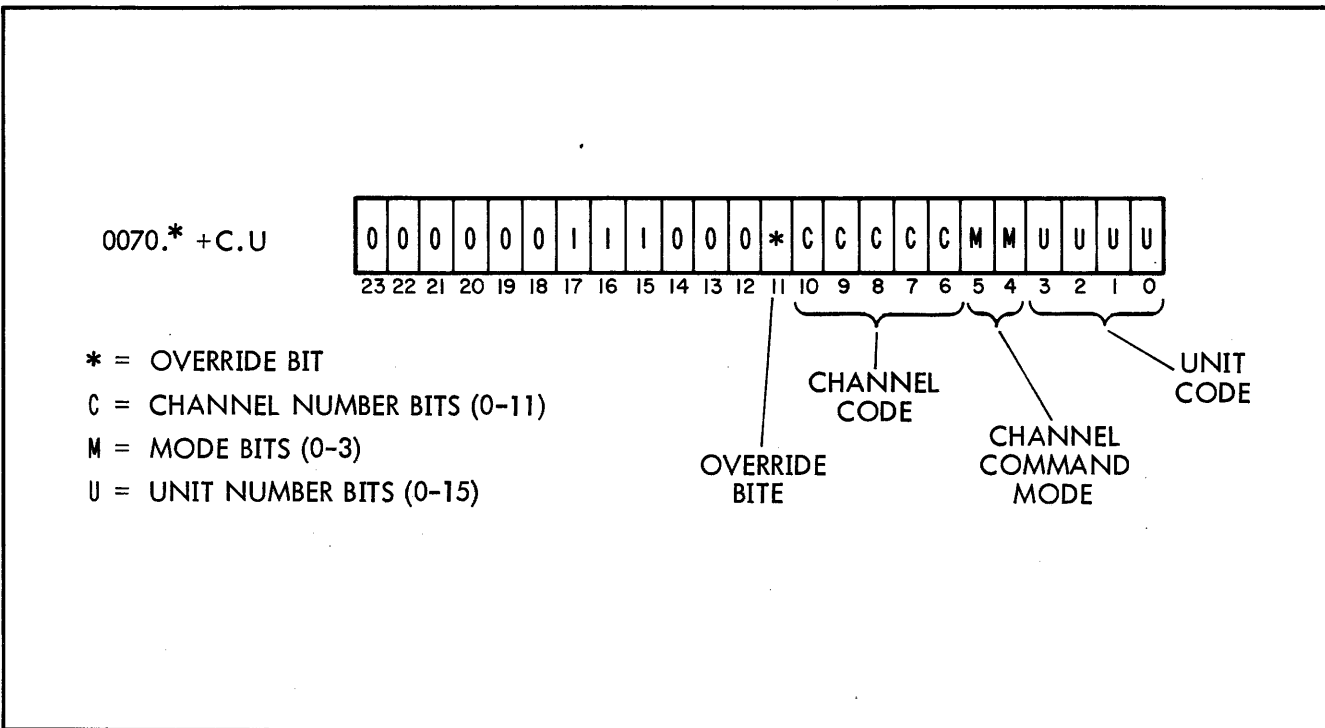 0070.* +C.U
0 0 0 0 0 0 1 1 1 0 0 0 * C C C C C M M U U U U
23 22 21 20 19 18 17 16 15 14 13 12 11 10 9 8 7 6 5 4 3 2 1 0
* = OVERRIDE BIT
C = CHANNEL NUMBER BITS (0-11)
M = MODE BITS (0-3)
U = UNIT NUMBER BITS (0-15)
OVERRIDE
BITE
CHANNEL
CODE
CHANNEL
COMMAND
MODE
UNIT
CODE